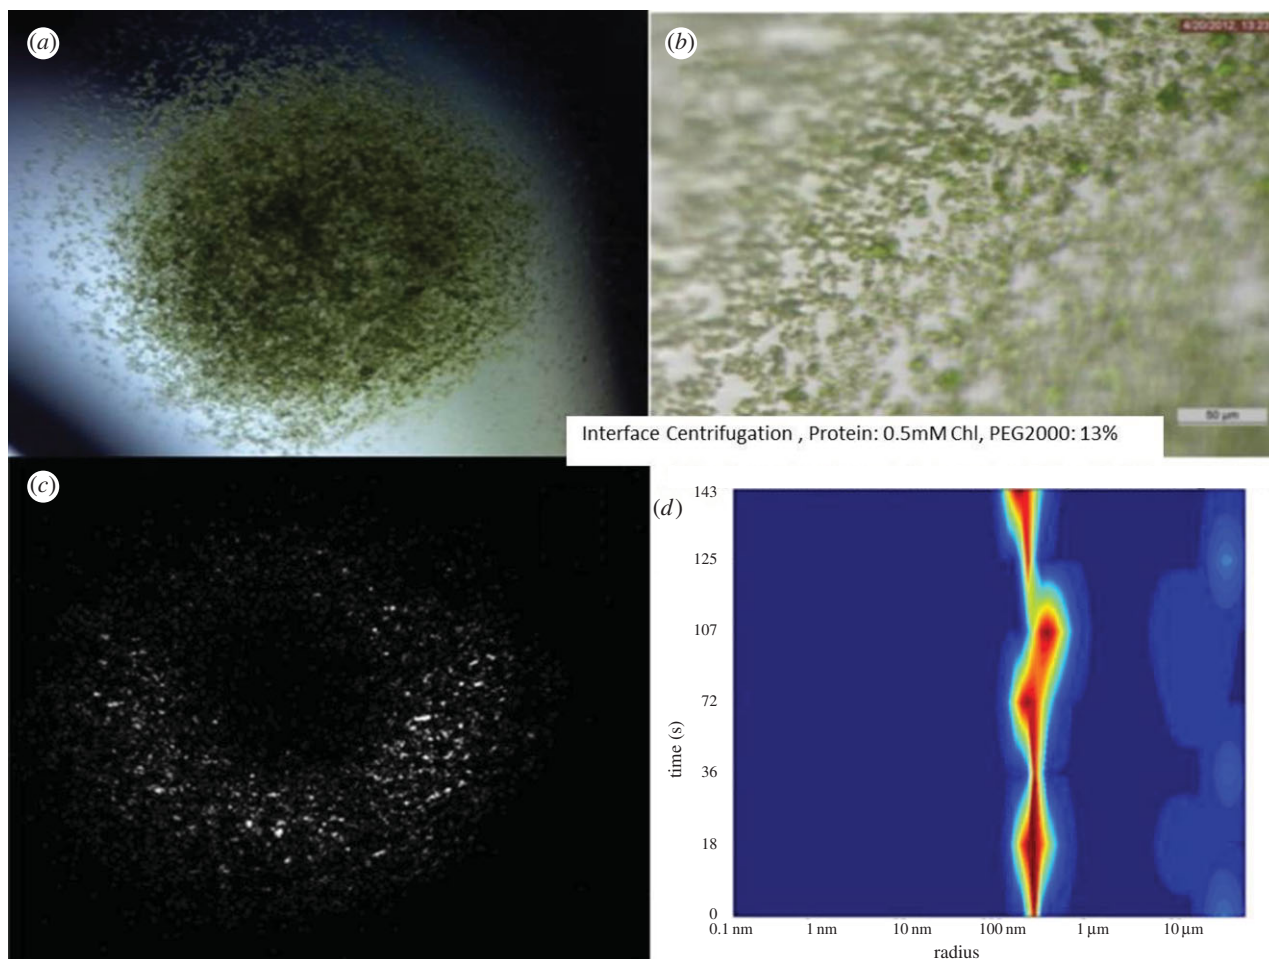 (a)
(b)
4/20/2012, 13:23
50 µm
Interface Centrifugation , Protein: 0.5mM Chl, PEG2000: 13%
(c)
(d)
143
125
107
72
36
18
0
time (s)
0.1 nm 1 nm 10 nm 100 nm 1 µm 10 µm
radius